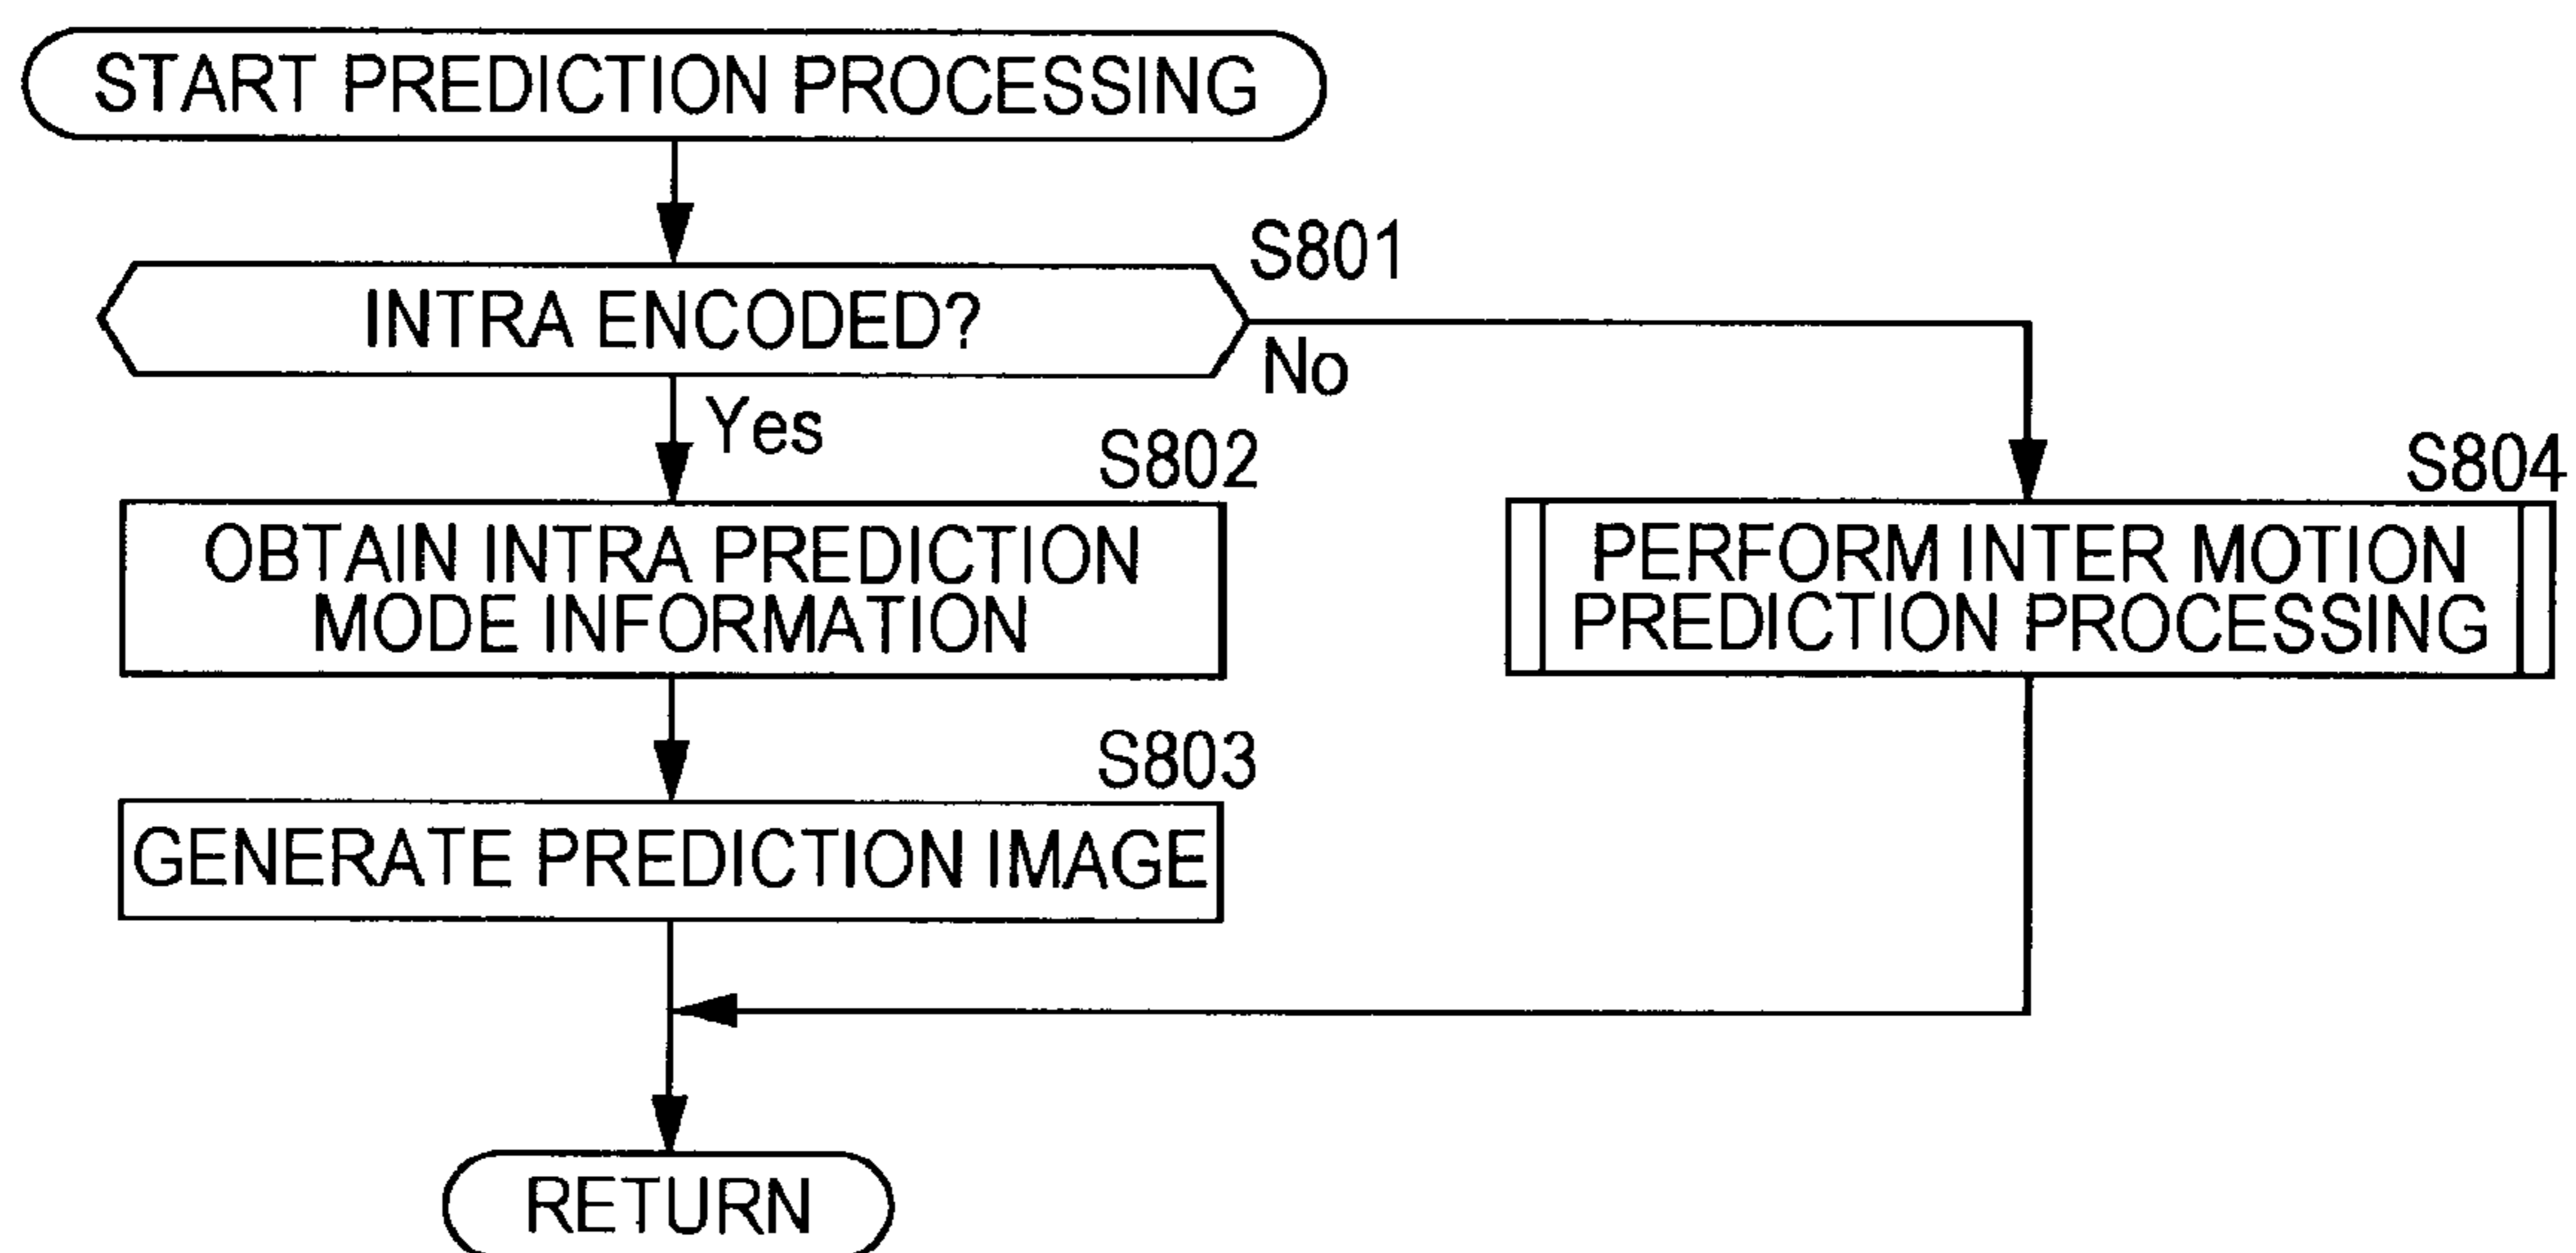 START PREDICTION PROCESSING
S801
INTRA ENCODED?
No
Yes
S802
OBTAIN INTRA PREDICTION
MODE INFORMATION
S804
PERFORM INTER MOTION
PREDICTION PROCESSING
S803
GENERATE PREDICTION IMAGE
RETURN